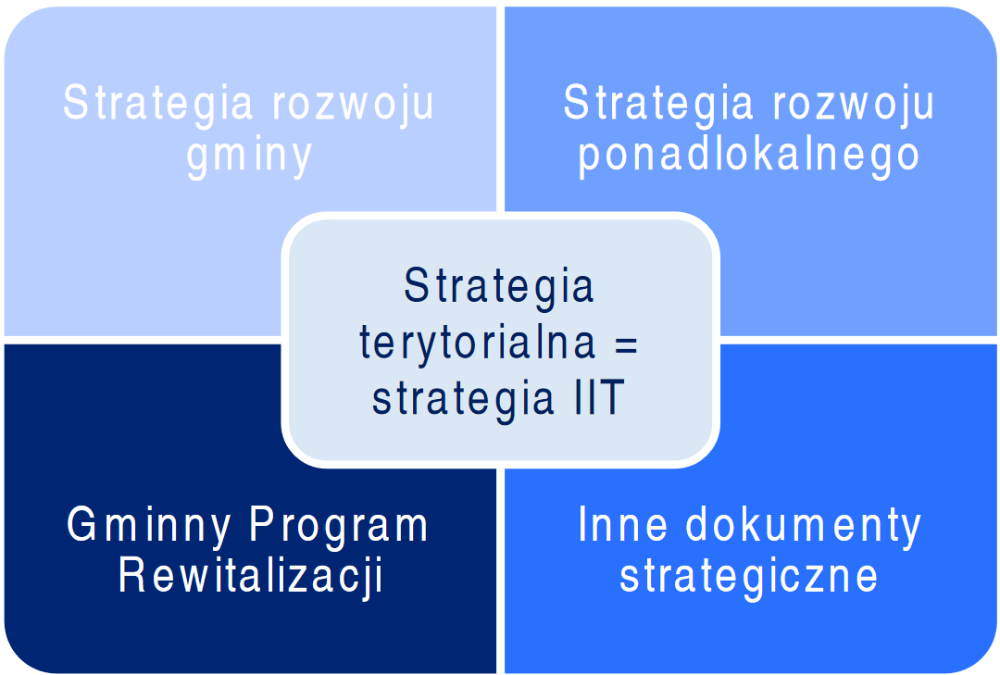 Strategia rozwoju
gminy
Strategia rozwoju
ponadlokalnego
Strategia
terytorialna =
strategia IIT
Gminny Program
Rewitalizacji
Inne dokumenty
strategiczne